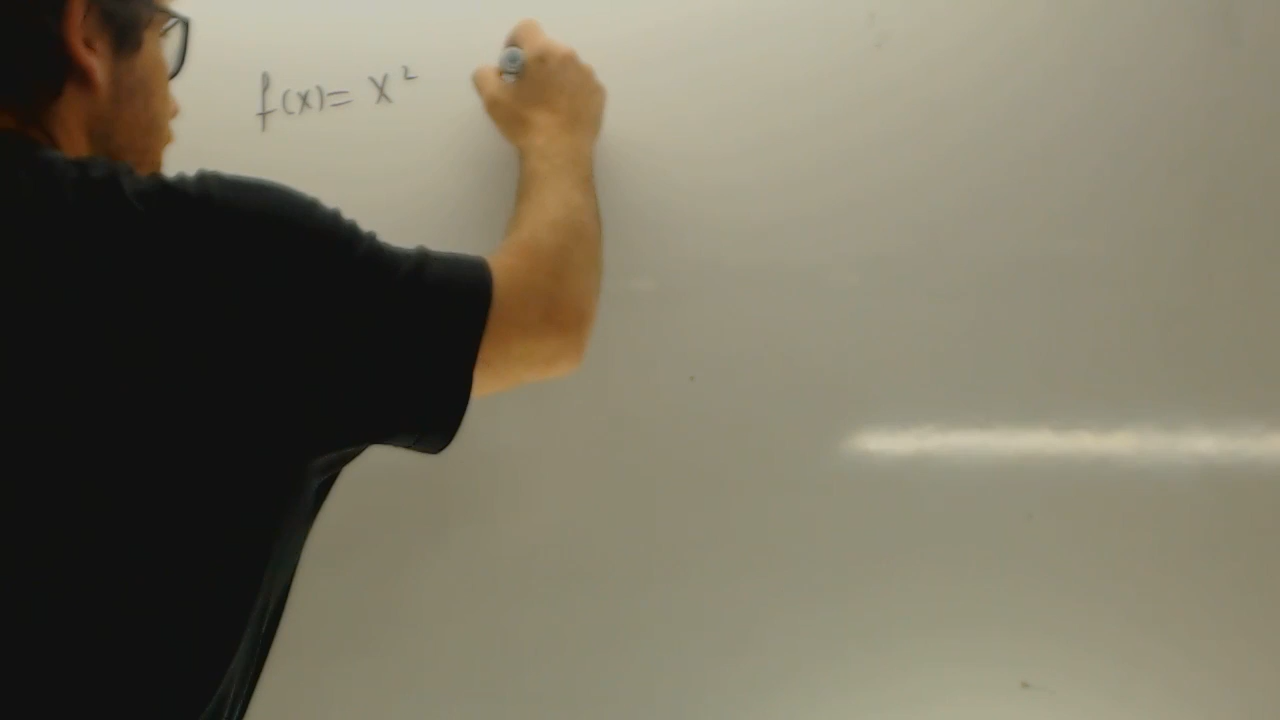 f(x)= x²